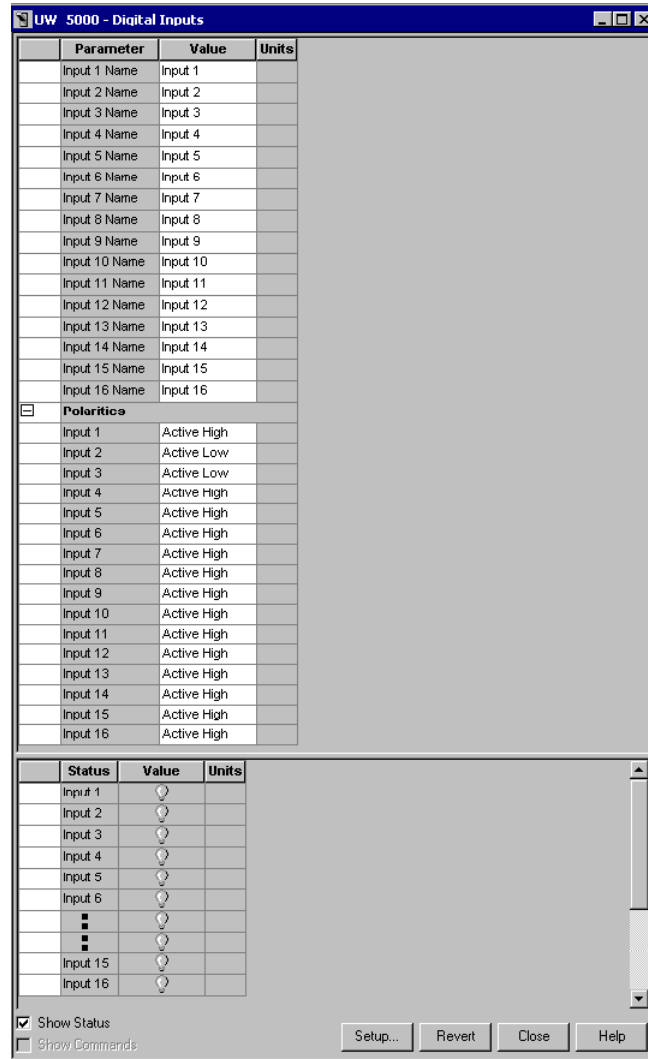 UW 5000 - Digital Inputs
Parameter Value Units
Input 1 Name Input 1
Input 2 Name Input 2
Input 3 Name Input 3
Input 4 Name Input 4
Input 5 Name Input 5
Input 6 Name Input 6
Input 7 Name Input 7
Input 8 Name Input 8
Input 9 Name Input 9
Input 10 Name Input 10
Input 11 Name Input 11
Input 12 Name Input 12
Input 13 Name Input 13
Input 14 Name Input 14
Input 15 Name Input 15
Input 16 Name Input 16
Polarities
Input 1 Active High
Input 2 Active Low
Input 3 Active Low
Input 4 Active High
Input 5 Active High
Input 6 Active High
Input 7 Active High
Input 8 Active High
Input 9 Active High
Input 10 Active High
Input 11 Active High
Input 12 Active High
Input 13 Active High
Input 14 Active High
Input 15 Active High
Input 16 Active High
Status Value Units
Input 1
Input 2
Input 3
Input 4
Input 5
Input 6
Input 15
Input 16
Show Status
Show Commands
Setup... Revert Close Help